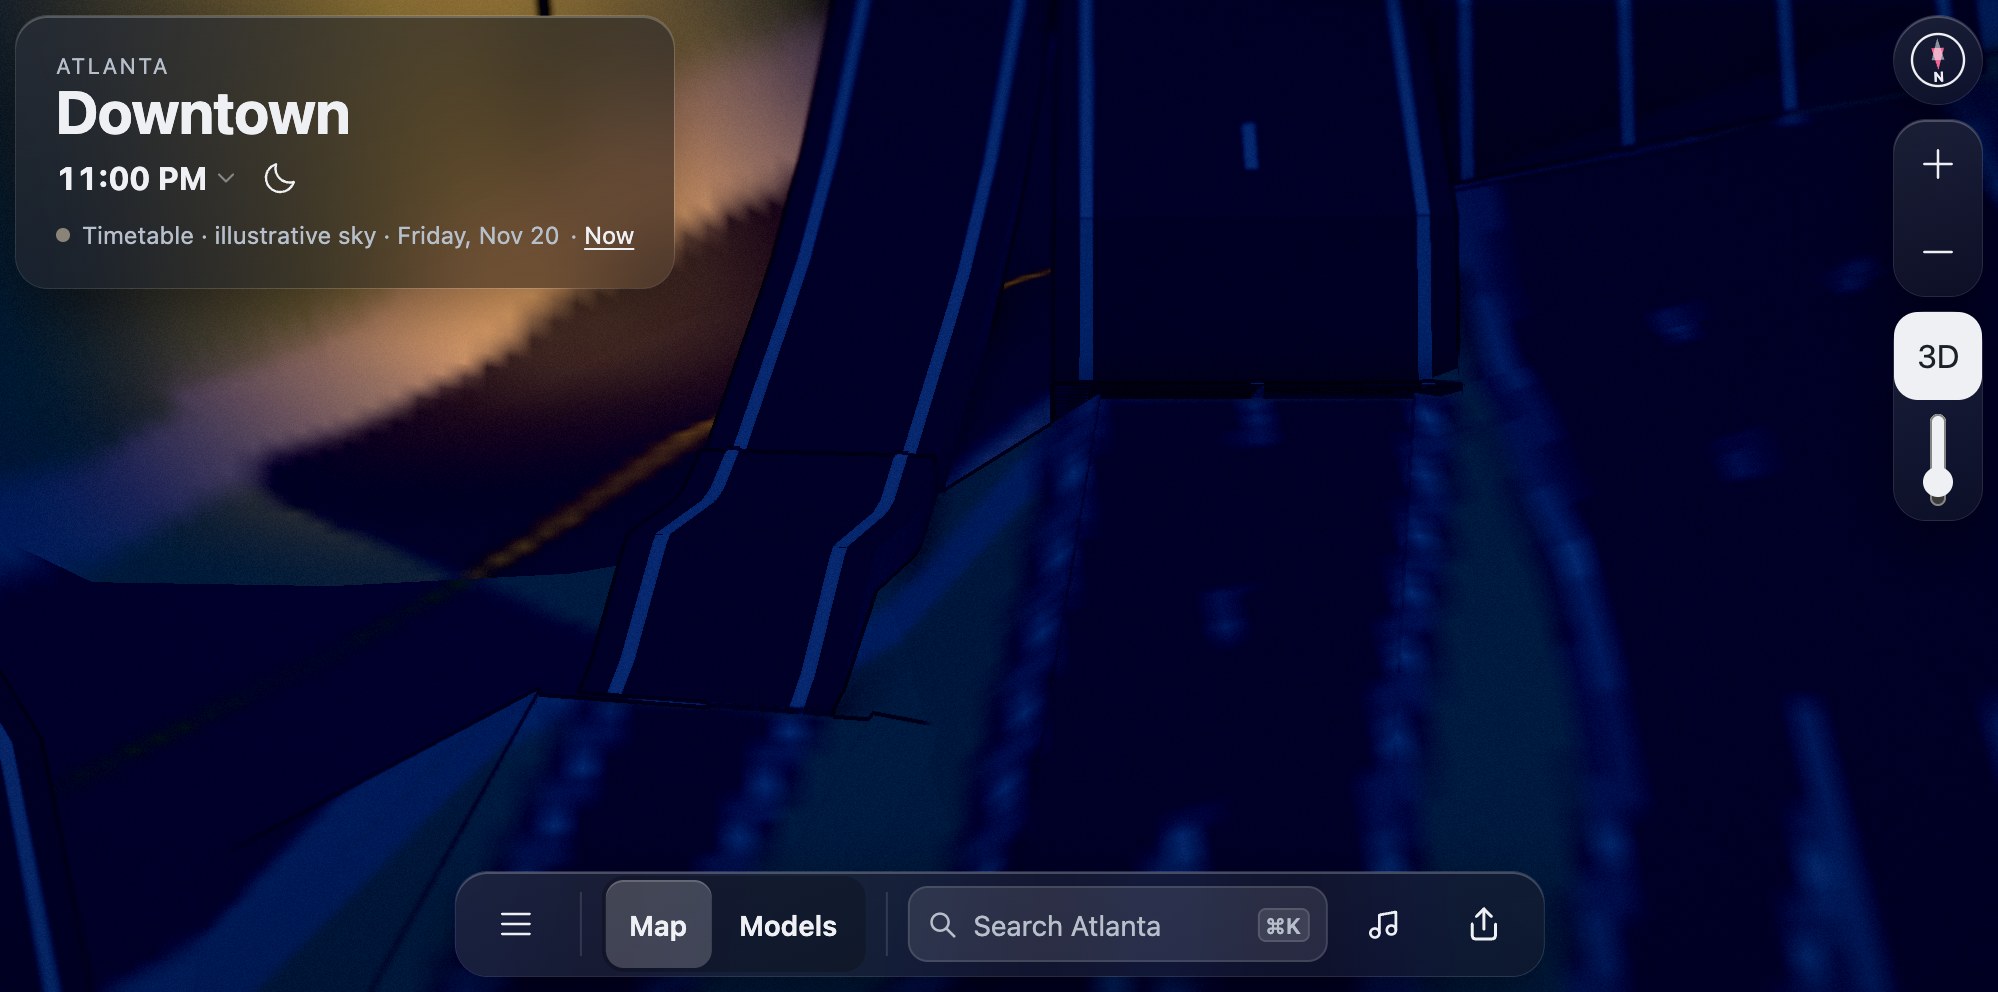 ATLANTA
Downtown
11:00 PM
Timetable · illustrative sky · Friday, Nov 20 · Now
N
3D
Map
Models
Search Atlanta
⌘K